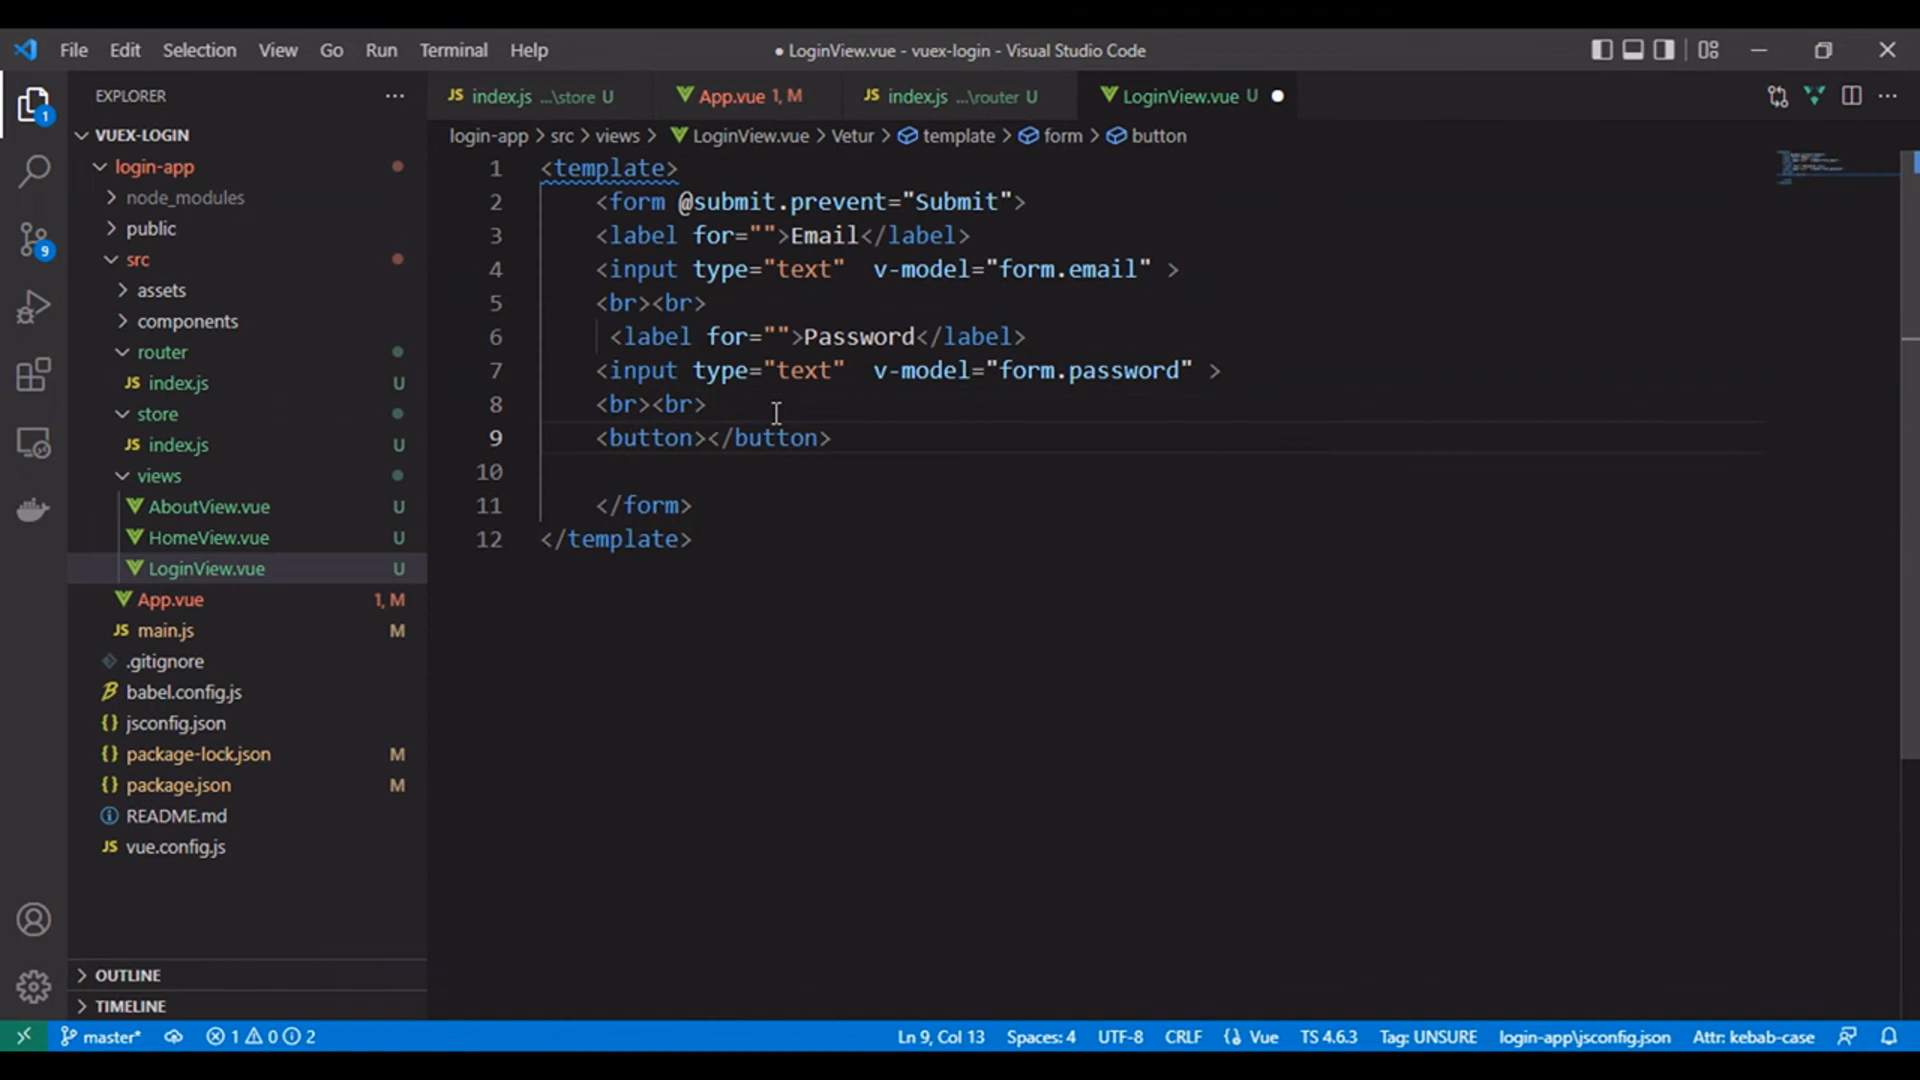 File Edit Selection View Go Run Terminal Help ● LoginView.vue - vuex-login - Visual Studio Code
EXPLORER ···
JS index.js ...\store U App.vue 1, M JS index.js ...\router U LoginView.vue U ●
VUEX-LOGIN
login-app > src > views > LoginView.vue > Vetur > template > form > button
login-app
node_modules
public
src
assets
components
router
JS index.js U
store
JS index.js U
views
AboutView.vue U
HomeView.vue U
LoginView.vue U
App.vue 1, M
JS main.js M
.gitignore
babel.config.js
{} jsconfig.json
{} package-lock.json M
{} package.json M
README.md
JS vue.config.js
OUTLINE
TIMELINE
1
9
1 <template>
2 <form @submit.prevent="Submit">
3 <label for="">Email</label>
4 <input type="text"  v-model="form.email" >
5 <br><br>
6 <label for="">Password</label>
7 <input type="text"  v-model="form.password" >
8 <br><br>
9 <button></button>
10
11 </form>
12 </template>
master* 1 0 2 Ln 9, Col 13 Spaces: 4 UTF-8 CRLF Vue TS 4.6.3 Tag: UNSURE login-app\jsconfig.json Attr: kebab-case